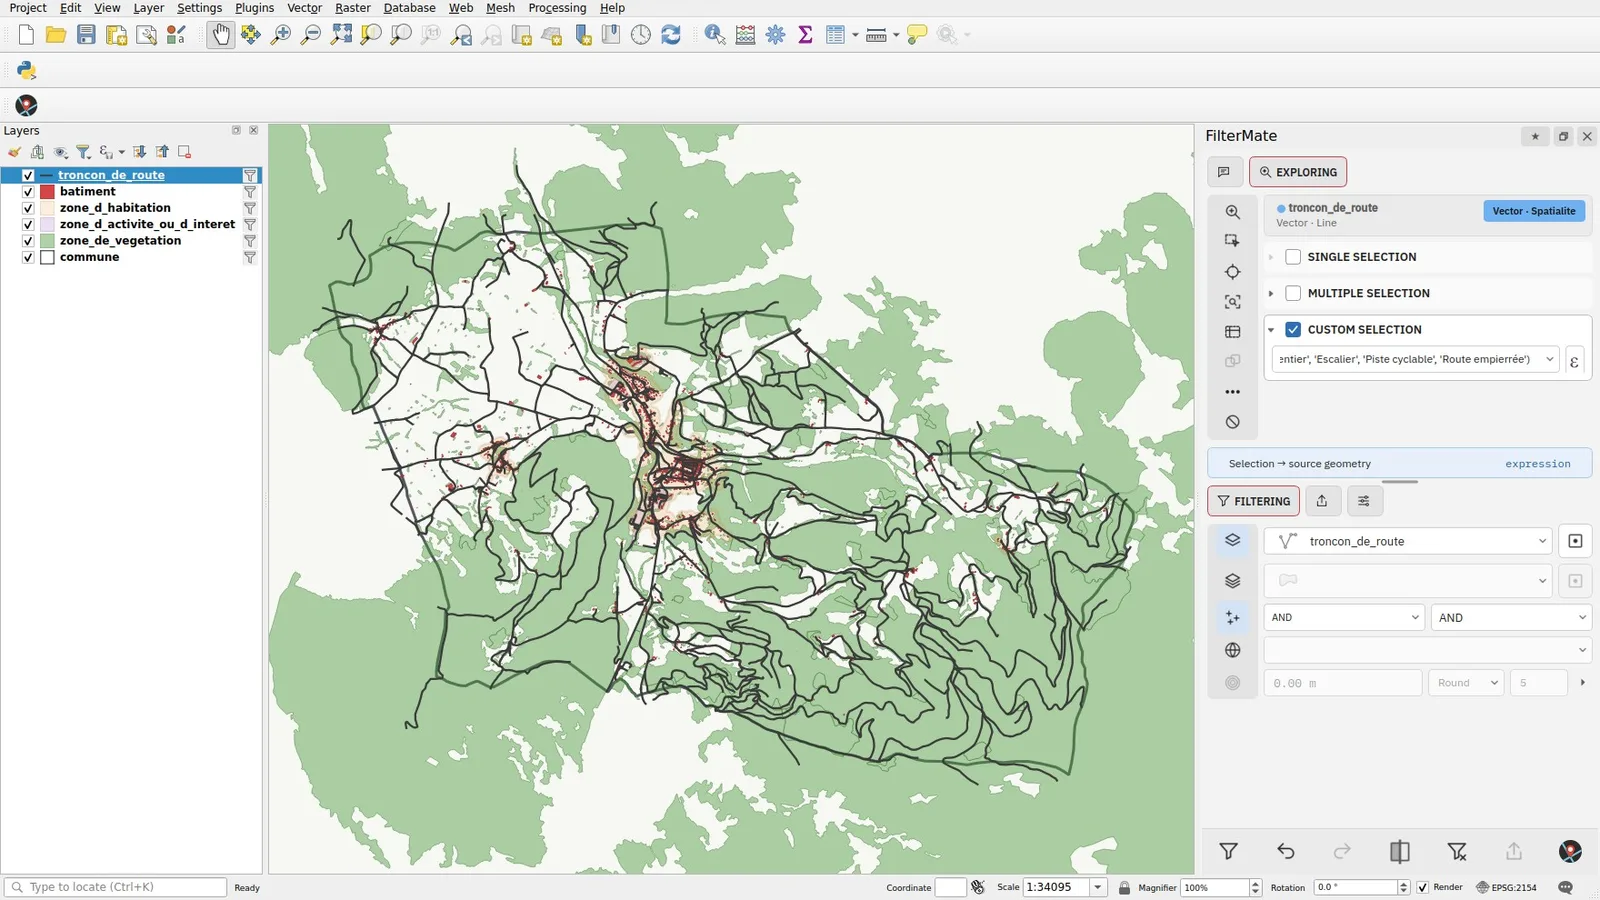 Project Edit View Layer Settings Plugins Vector Raster Database Web Mesh Processing Help
Layers
troncon_de_route
batiment
zone_d_habitation
zone_d_activite_ou_d_interet
zone_de_vegetation
commune
FilterMate
EXPLORING
troncon_de_route
Vector · Line
Vector · Spatialite
SINGLE SELECTION
MULTIPLE SELECTION
CUSTOM SELECTION
entier', 'Escalier', 'Piste cyclable', 'Route empierrée')
ε
Selection → source geometry expression
FILTERING
troncon_de_route
AND AND
0.00 m Round 5
Type to locate (Ctrl+K) Ready Coordinate Scale 1:34095 Magnifier 100% Rotation 0.0 ° Render EPSG:2154